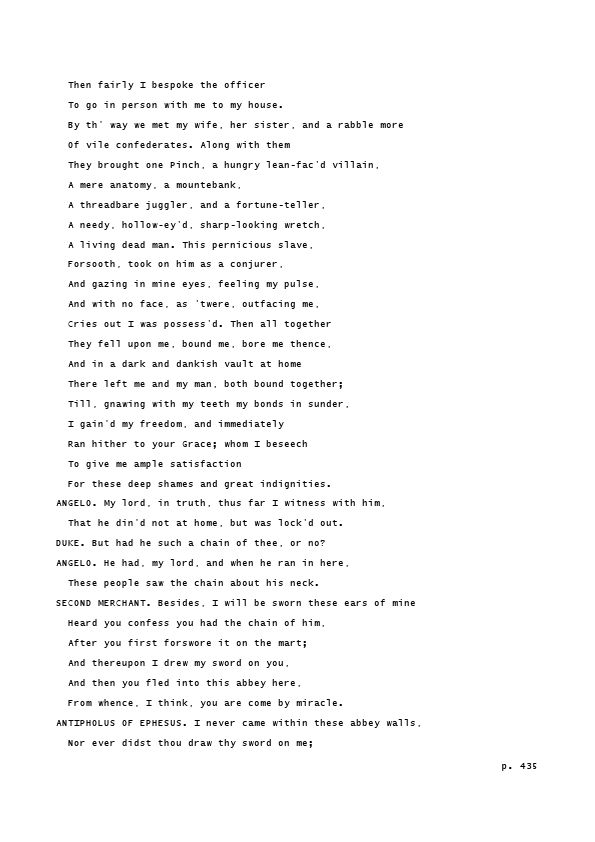 Then fairly I bespoke the officer
To go in person with me to my house.
By th' way we met my wife, her sister, and a rabble more
Of vile confederates. Along with them
They brought one Pinch, a hungry lean-fac'd villain,
A mere anatomy, a mountebank,
A threadbare juggler, and a fortune-teller,
A needy, hollow-ey'd, sharp-looking wretch,
A living dead man. This pernicious slave,
Forsooth, took on him as a conjurer,
And gazing in mine eyes, feeling my pulse,
And with no face, as 'twere, outfacing me,
Cries out I was possess'd. Then all together
They fell upon me, bound me, bore me thence,
And in a dark and dankish vault at home
There left me and my man, both bound together;
Till, gnawing with my teeth my bonds in sunder,
I gain'd my freedom, and immediately
Ran hither to your Grace; whom I beseech
To give me ample satisfaction
For these deep shames and great indignities.
ANGELO. My lord, in truth, thus far I witness with him,
That he din'd not at home, but was lock'd out.
DUKE. But had he such a chain of thee, or no?
ANGELO. He had, my lord, and when he ran in here,
These people saw the chain about his neck.
SECOND MERCHANT. Besides, I will be sworn these ears of mine
Heard you confess you had the chain of him,
After you first forswore it on the mart;
And thereupon I drew my sword on you,
And then you fled into this abbey here,
From whence, I think, you are come by miracle.
ANTIPHOLUS OF EPHESUS. I never came within these abbey walls,
Nor ever didst thou draw thy sword on me;
p. 435